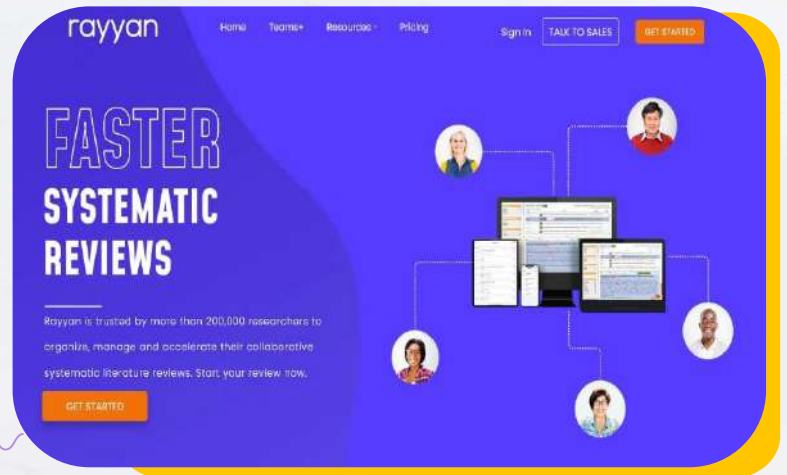 rayyan
Home Teams+ Resources Pricing
Sign In TALK TO SALES GET STARTED
FASTER
SYSTEMATIC
REVIEWS
Rayyan is trusted by more than 200,000 researchers to
organize, manage and accelerate their collaborative
systematic literature reviews. Start your review now.
GET STARTED